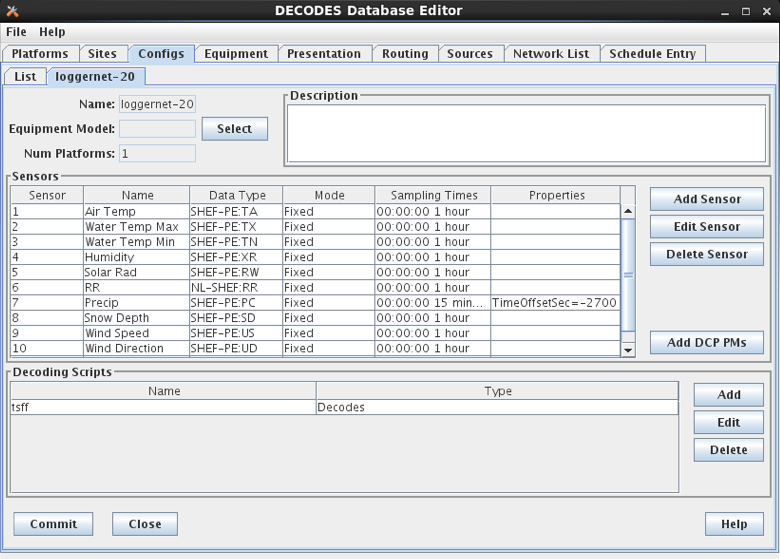 DECODES Database Editor
File Help
Platforms Sites Configs Equipment Presentation Routing Sources Network List Schedule Entry
List loggernet-20
Name: loggernet-20
Equipment Model: Select
Num Platforms: 1
Description
Sensors
Sensor Name Data Type Mode Sampling Times Properties
1 Air Temp SHEF-PE:TA Fixed 00:00:00 1 hour
2 Water Temp Max SHEF-PE:TX Fixed 00:00:00 1 hour
3 Water Temp Min SHEF-PE:TN Fixed 00:00:00 1 hour
4 Humidity SHEF-PE:XR Fixed 00:00:00 1 hour
5 Solar Rad SHEF-PE:RW Fixed 00:00:00 1 hour
6 RR NL-SHEF:RR Fixed 00:00:00 1 hour
7 Precip SHEF-PE:PC Fixed 00:00:00 15 min... TimeOffsetSec=-2700
8 Snow Depth SHEF-PE:SD Fixed 00:00:00 1 hour
9 Wind Speed SHEF-PE:US Fixed 00:00:00 1 hour
10 Wind Direction SHEF-PE:UD Fixed 00:00:00 1 hour
Add Sensor
Edit Sensor
Delete Sensor
Add DCP PMs
Decoding Scripts
Name Type
tsff Decodes
Add
Edit
Delete
Commit Close Help